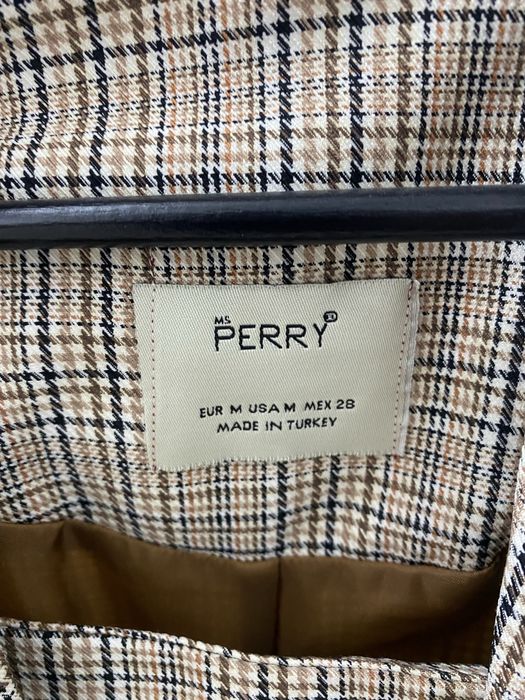 MS
PERRY
EUR M USA M MEX 28
MADE IN TURKEY